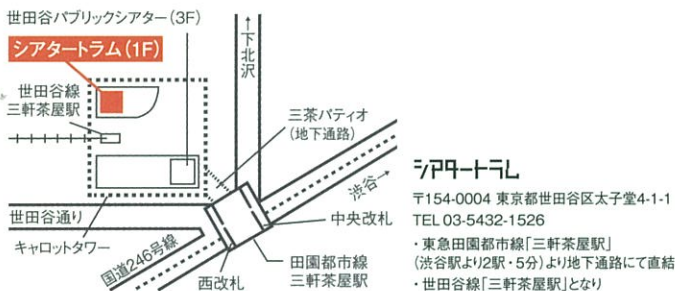 世田谷パブリックシアター(3F)
シアタートラム(1F)
世田谷線
三軒茶屋駅
←下北沢
三茶パティオ
(地下通路)
渋谷→
世田谷通り
中央改札
キャロットタワー
国道246号線
西改札
田園都市線
三軒茶屋駅
シアタートラム
〒154-0004 東京都世田谷区太子堂4-1-1
TEL 03-5432-1526
・東急田園都市線「三軒茶屋駅」
(渋谷駅より2駅・5分)より地下通路にて直結
・世田谷線「三軒茶屋駅」となり